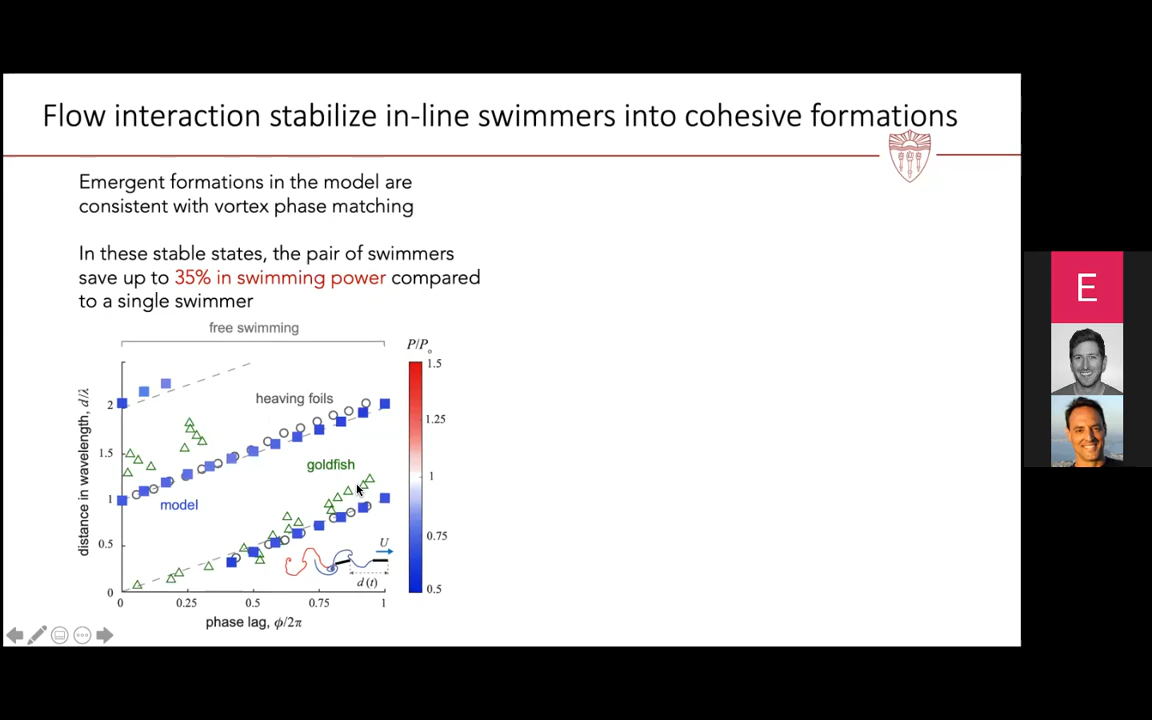 Flow interaction stabilize in-line swimmers into cohesive formations
Emergent formations in the model are
consistent with vortex phase matching
In these stable states, the pair of swimmers
save up to 35% in swimming power compared
to a single swimmer
free swimming
P/Pₒ
1.5
1.25
1
0.75
0.5
distance in wavelength, d/λ
2
1.5
1
0.5
0
heaving foils
goldfish
model
U
d(t)
0
0.25
0.5
0.75
1
phase lag, ϕ/2π
E